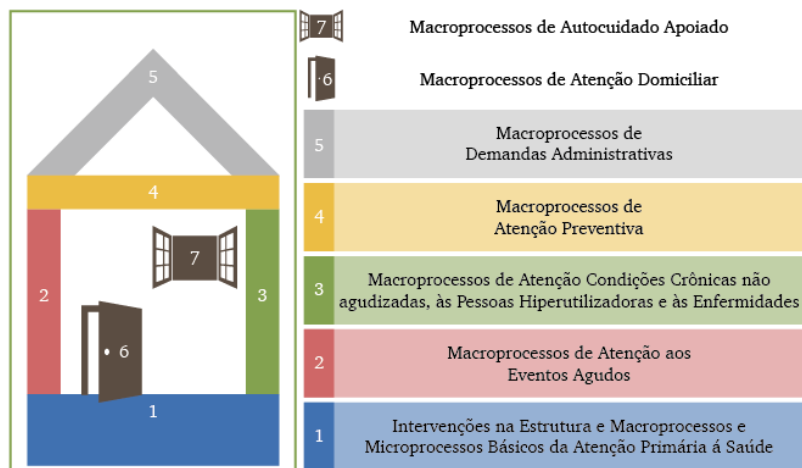 7
Macroprocessos de Autocuidado Apoiado
6
Macroprocessos de Atenção Domiciliar
5
5
Macroprocessos de
Demandas Administrativas
4
4
Macroprocessos de
Atenção Preventiva
7
2
3
6
3
Macroprocessos de Atenção Condições Crônicas não
agudizadas, às Pessoas Hiperutilizadoras e às Enfermidades
2
Macroprocessos de Atenção aos
Eventos Agudos
1
1
Intervenções na Estrutura e Macroprocessos e
Microprocessos Básicos da Atenção Primária á Saúde